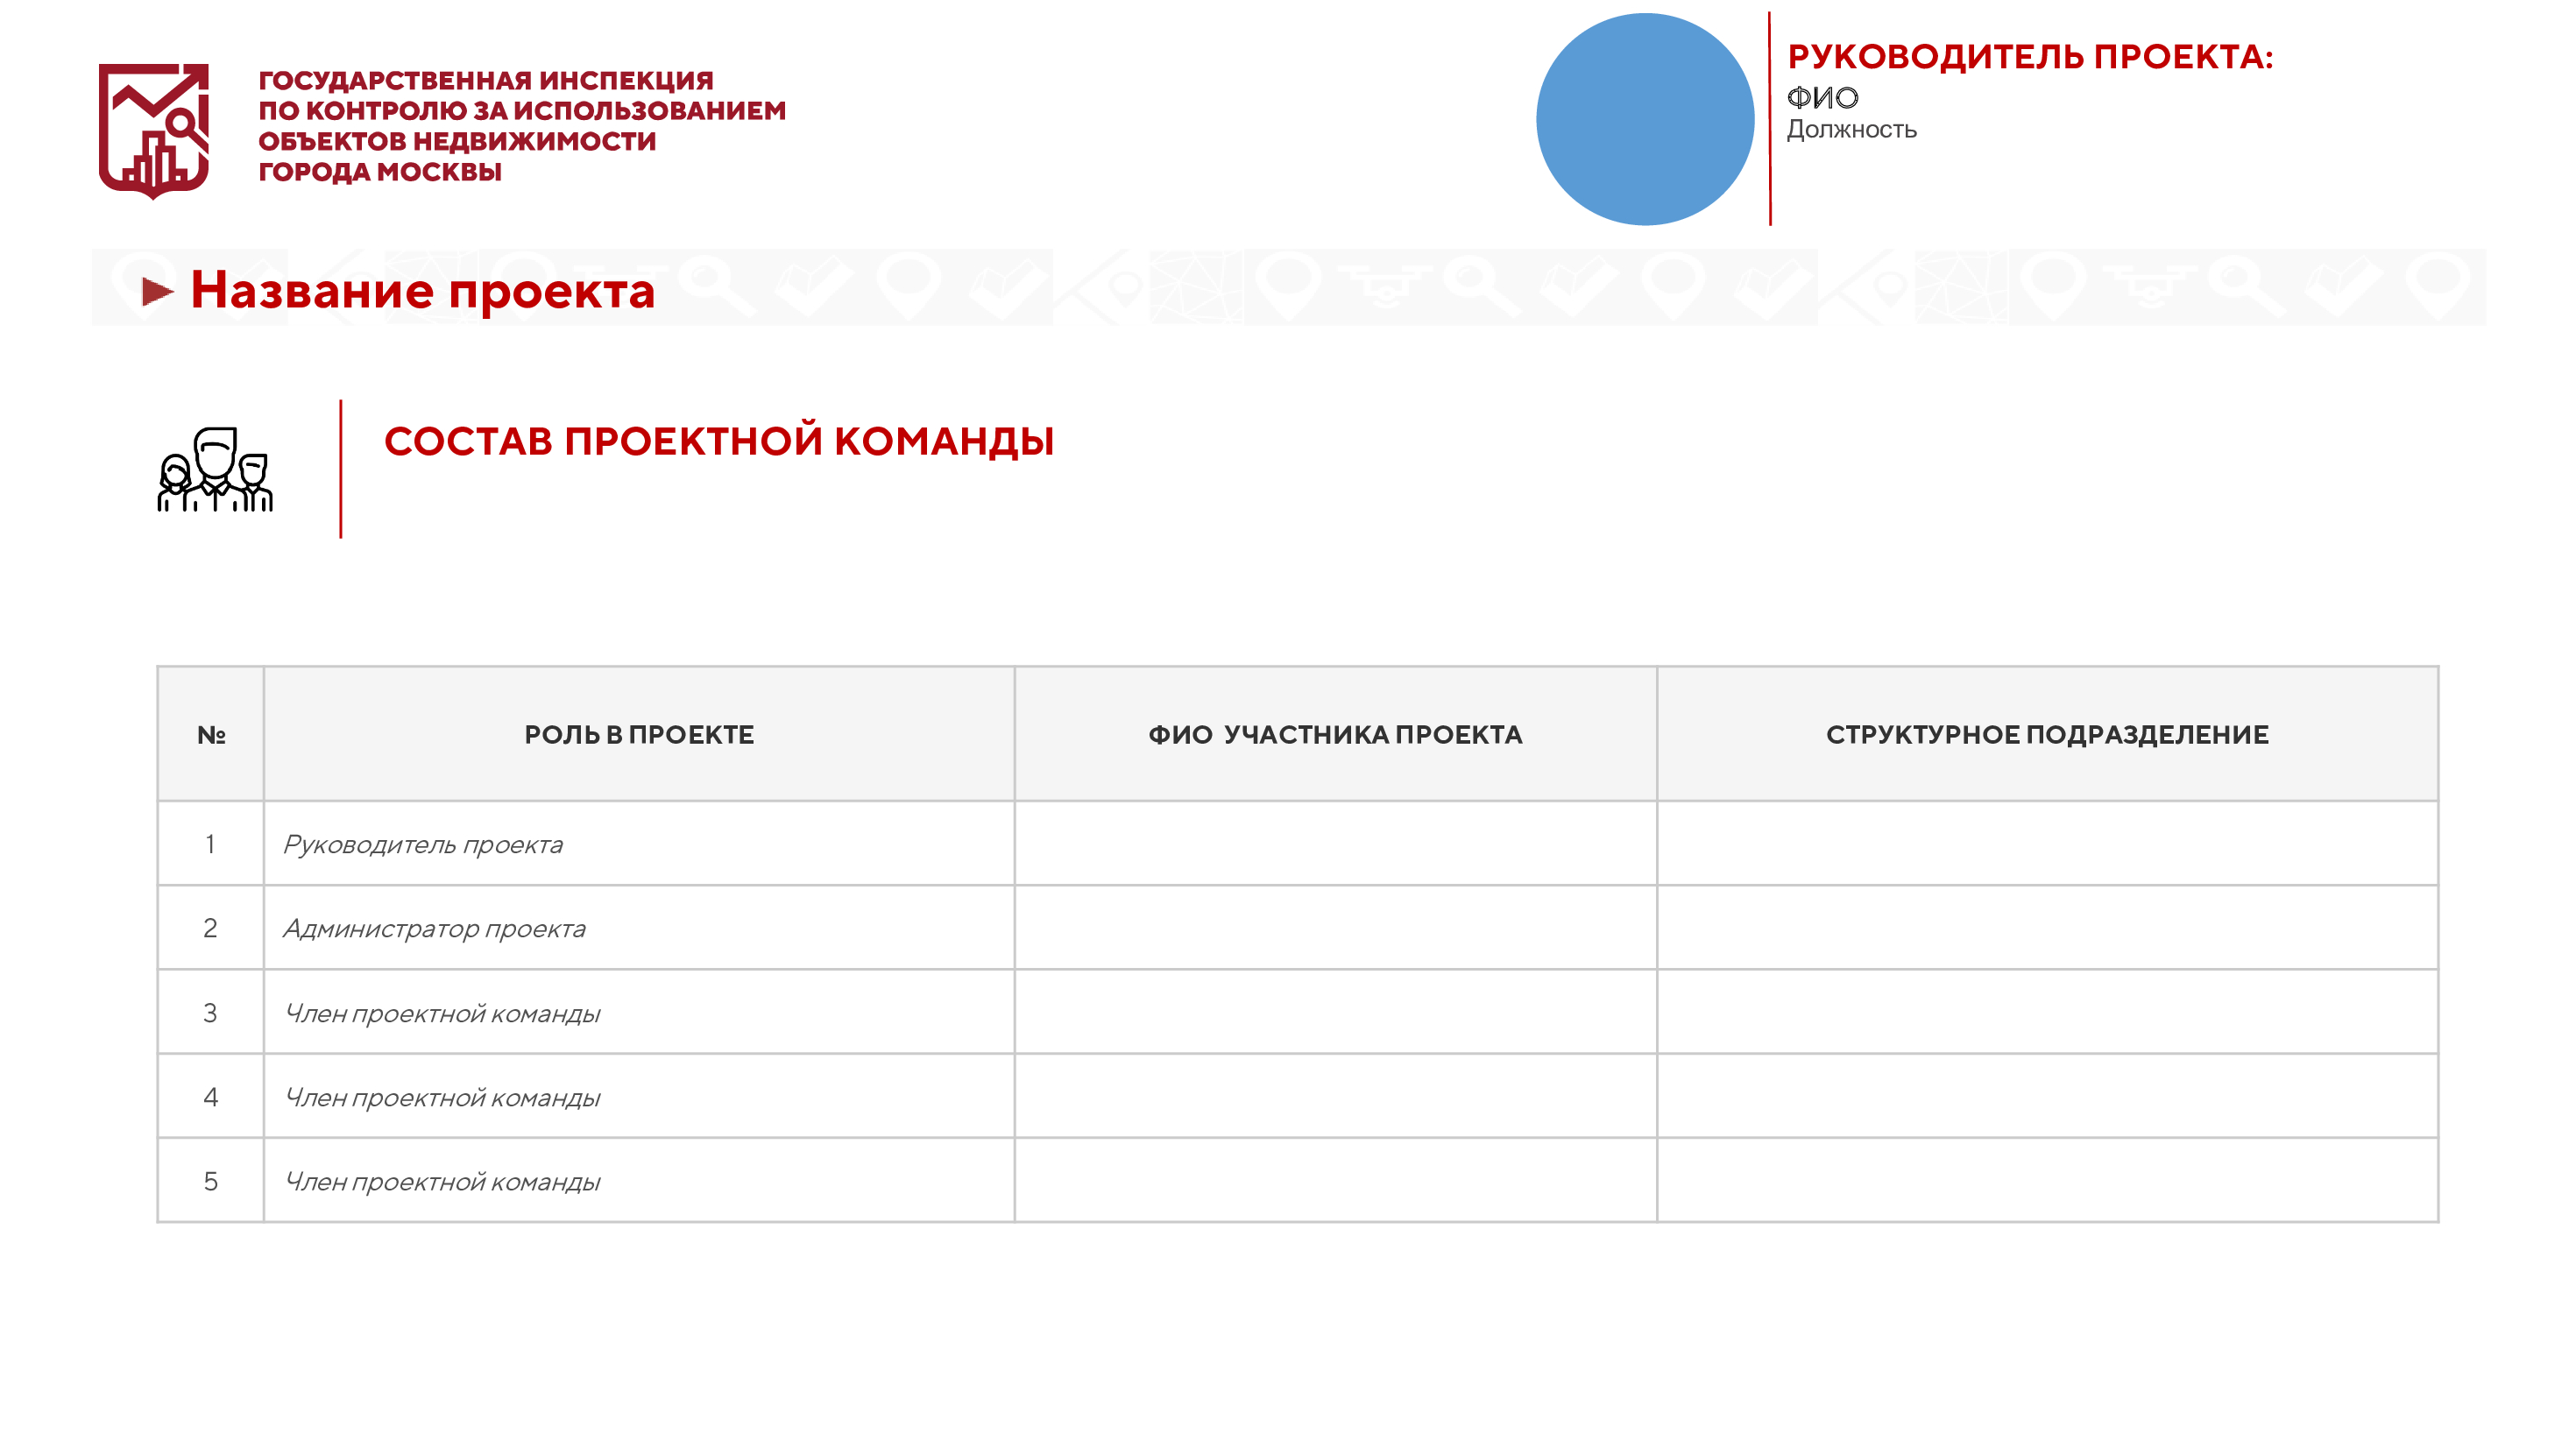 ГОСУДАРСТВЕННАЯ ИНСПЕКЦИЯ
ПО КОНТРОЛЮ ЗА ИСПОЛЬЗОВАНИЕМ
ОБЪЕКТОВ НЕДВИЖИМОСТИ
ГОРОДА МОСКВЫ
РУКОВОДИТЕЛЬ ПРОЕКТА:
ФИО
Должность
Название проекта
СОСТАВ ПРОЕКТНОЙ КОМАНДЫ
№ РОЛЬ В ПРОЕКТЕ ФИО УЧАСТНИКА ПРОЕКТА СТРУКТУРНОЕ ПОДРАЗДЕЛЕНИЕ
1 Руководитель проекта
2 Администратор проекта
3 Член проектной команды
4 Член проектной команды
5 Член проектной команды